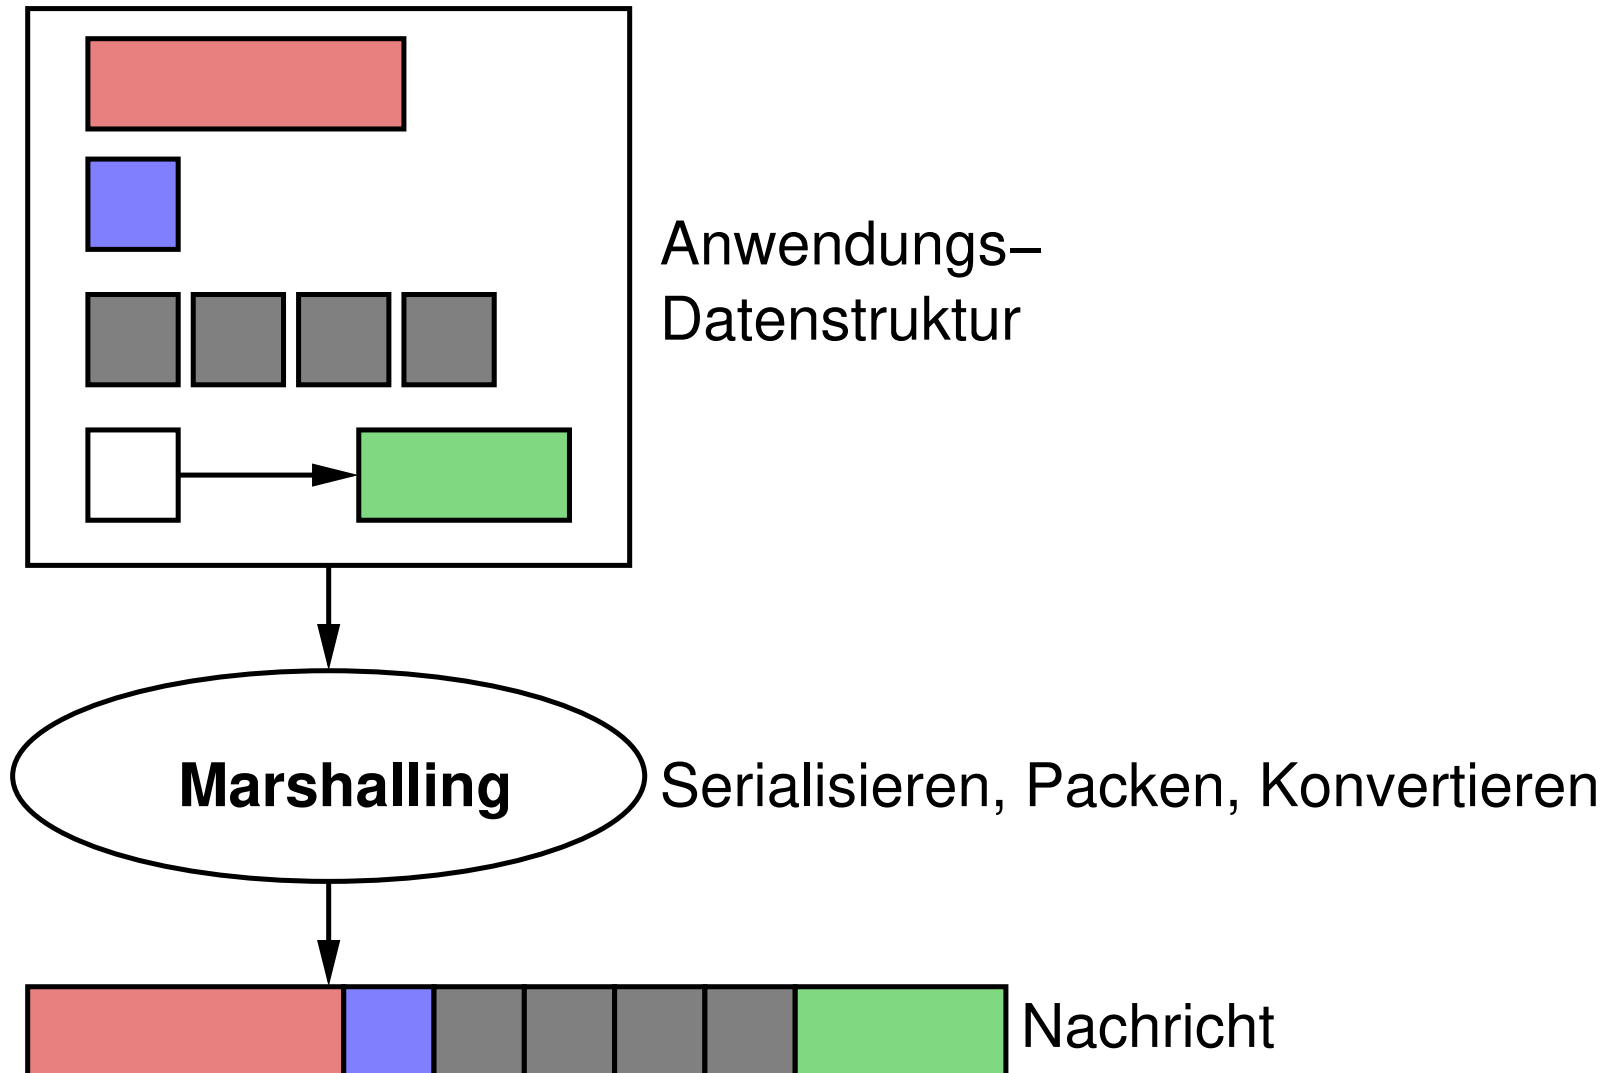 Anwendungs–
Datenstruktur
Marshalling
Serialisieren, Packen, Konvertieren
Nachricht